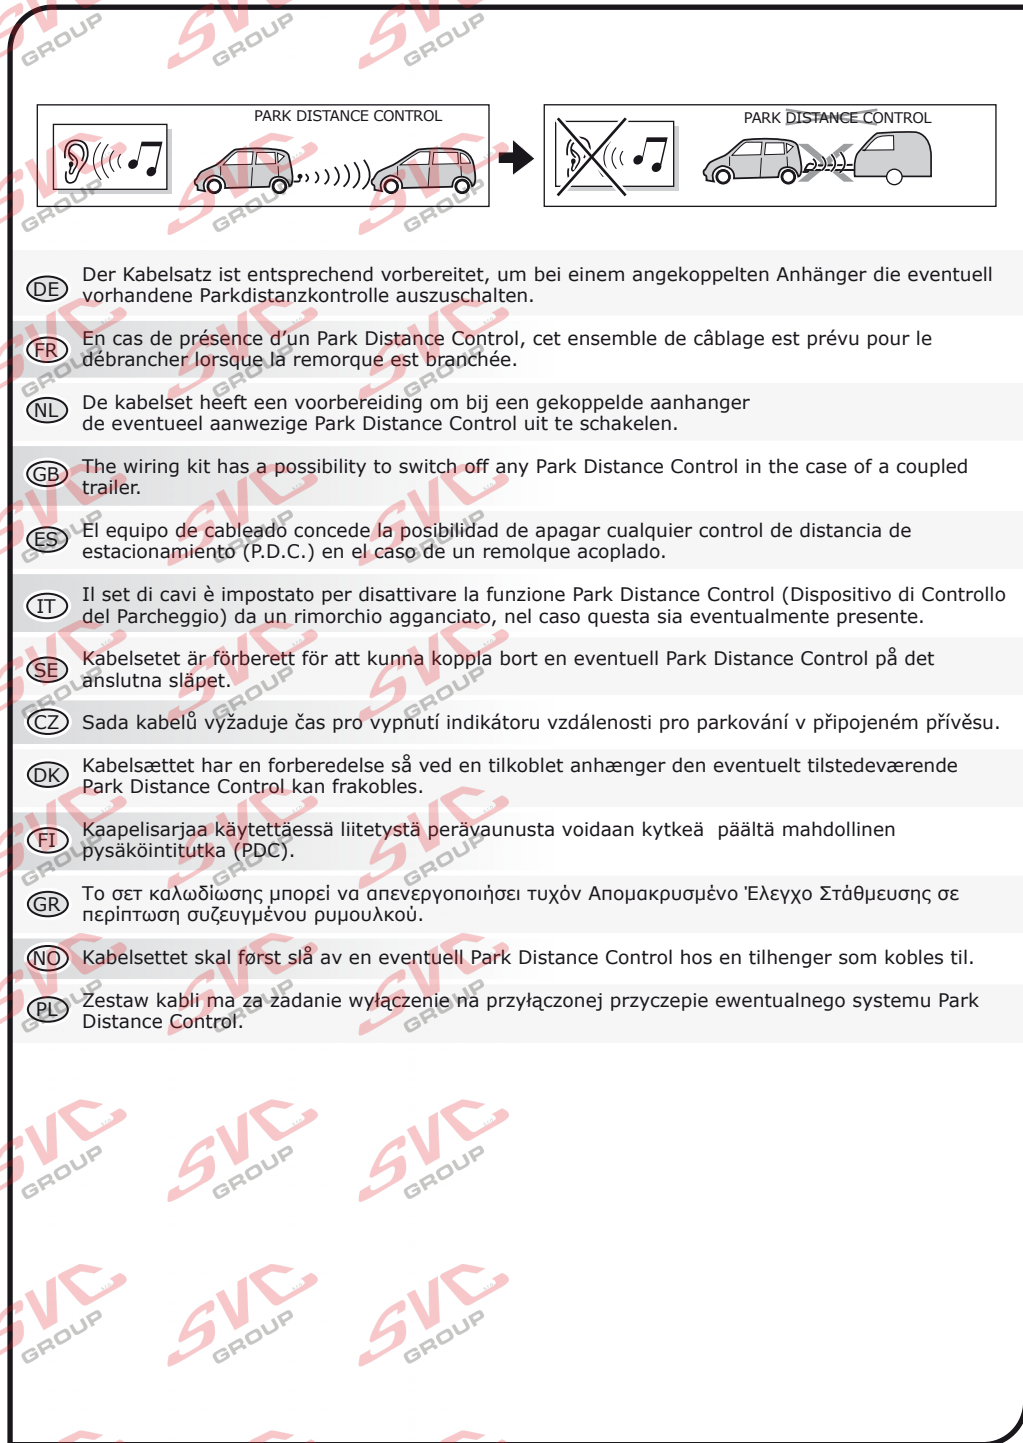 PARK DISTANCE CONTROL
PARK DISTANCE CONTROL
DE
Der Kabelsatz ist entsprechend vorbereitet, um bei einem angekoppelten Anhänger die eventuell
vorhandene Parkdistanzkontrolle auszuschalten.
FR
En cas de présence d'un Park Distance Control, cet ensemble de câblage est prévu pour le
débrancher lorsque la remorque est branchée.
NL
De kabelset heeft een voorbereiding om bij een gekoppelde aanhanger
de eventueel aanwezige Park Distance Control uit te schakelen.
GB
The wiring kit has a possibility to switch off any Park Distance Control in the case of a coupled
trailer.
ES
El equipo de cableado concede la posibilidad de apagar cualquier control de distancia de
estacionamiento (P.D.C.) en el caso de un remolque acoplado.
IT
Il set di cavi è impostato per disattivare la funzione Park Distance Control (Dispositivo di Controllo
del Parcheggio) da un rimorchio agganciato, nel caso questa sia eventualmente presente.
SE
Kabelsetet är förberett för att kunna koppla bort en eventuell Park Distance Control på det
anslutna släpet.
CZ
Sada kabelů vyžaduje čas pro vypnutí indikátoru vzdálenosti pro parkování v připojeném přívěsu.
DK
Kabelsættet har en forberedelse så ved en tilkoblet anhænger den eventuelt tilstedeværende
Park Distance Control kan frakobles.
FI
Kaapelisarjaa käytettäessä liitetystä perävaunusta voidaan kytkeä päältä mahdollinen
pysäköintitutka (PDC).
GR
Το σετ καλωδίωσης μπορεί να απενεργοποιήσει τυχόν Απομακρυσμένο Έλεγχο Στάθμευσης σε
περίπτωση συζευγμένου ρυμουλκού.
NO
Kabelsettet skal først slå av en eventuell Park Distance Control hos en tilhenger som kobles til.
PL
Zestaw kabli ma za zadanie wyłączenie na przyłączonej przyczepie ewentualnego systemu Park
Distance Control.
SVC
GROUP